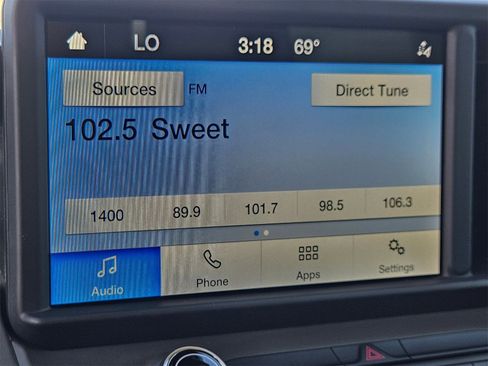 LO 3:18 69°
Sources FM Direct Tune
102.5 Sweet
1400 89.9 101.7 98.5 106.3
Audio Phone Apps Settings